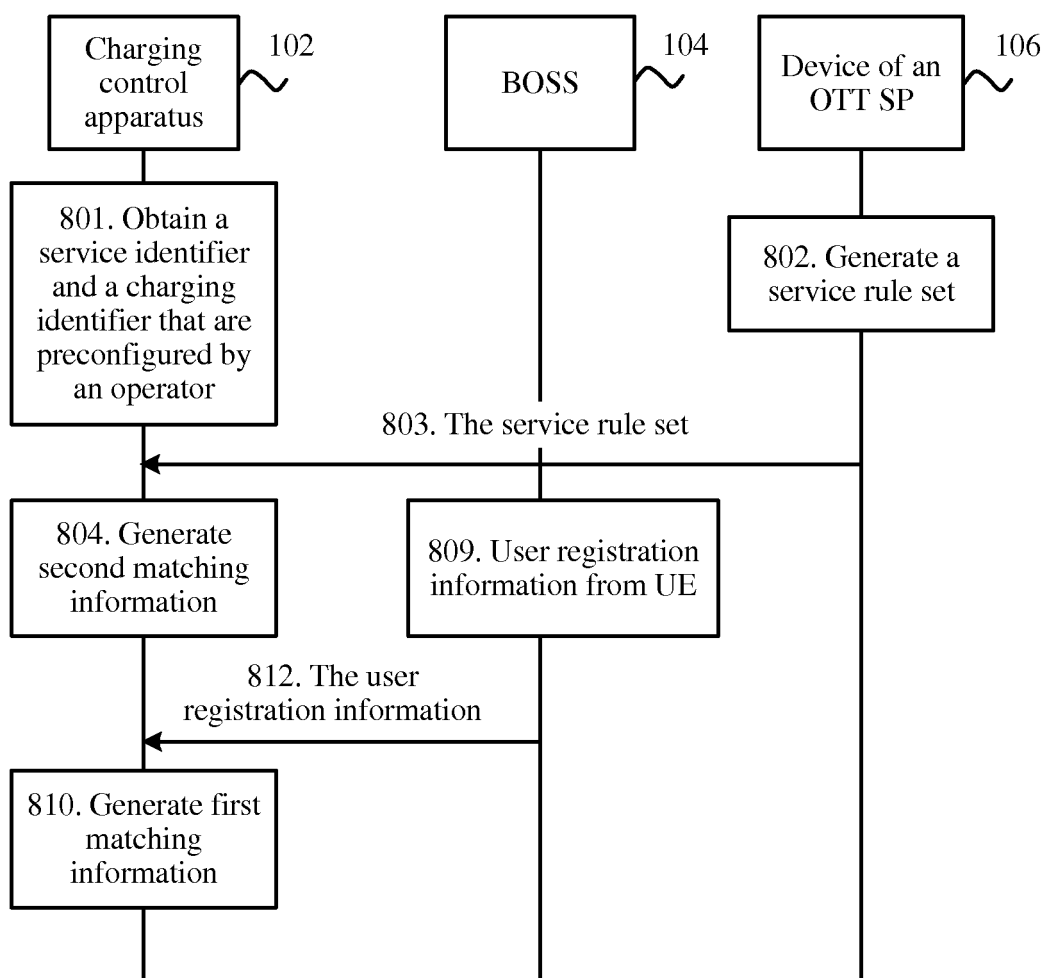 Charging
control
apparatus
102
BOSS
104
Device of an
OTT SP
106
801. Obtain a
service identifier
and a charging
identifier that are
preconfigured by
an operator
802. Generate a
service rule set
803. The service rule set
804. Generate
second matching
information
809. User registration
information from UE
812. The user
registration information
810. Generate first
matching
information